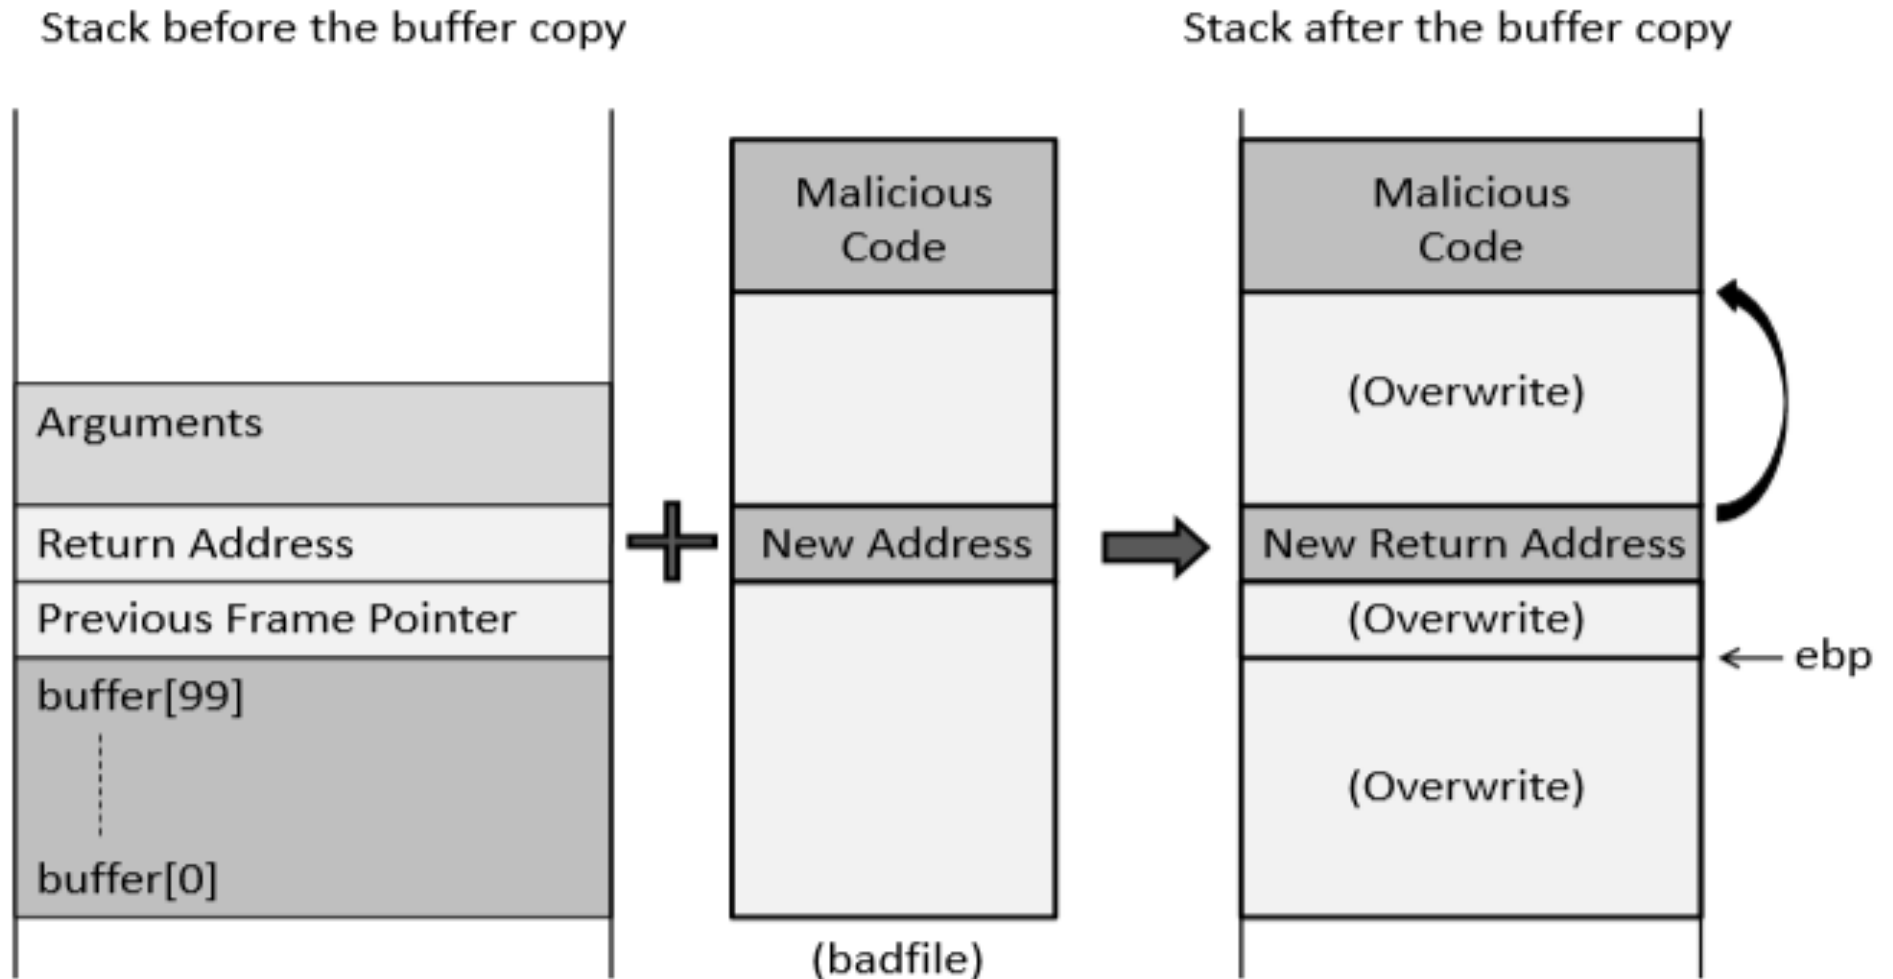 Stack before the buffer copy
Stack after the buffer copy
Arguments
Return Address
Previous Frame Pointer
buffer[99]
buffer[0]
Malicious
Code
New Address
(badfile)
Malicious
Code
(Overwrite)
New Return Address
(Overwrite)
ebp
(Overwrite)